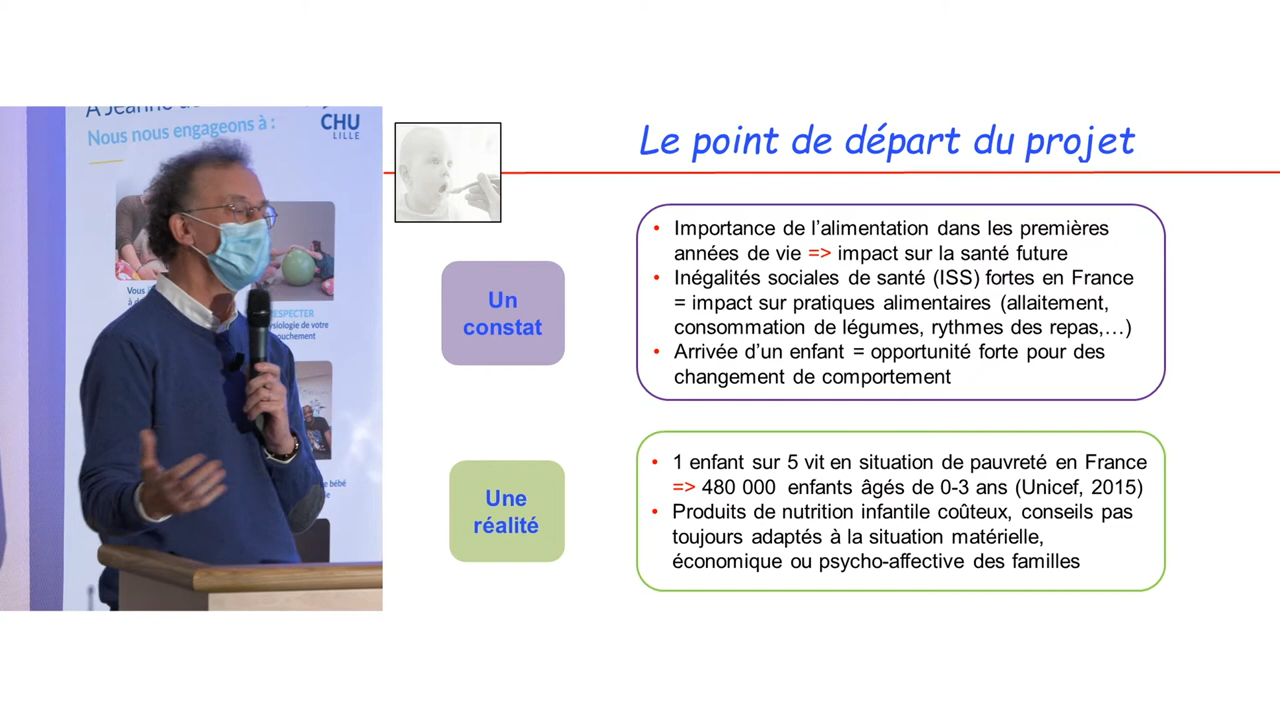 Nous nous engageons à :
CHU
LILLE
Vous
physiologie de votre
bébé
Le point de départ du projet
Un
constat
• Importance de l’alimentation dans les premières
années de vie => impact sur la santé future
• Inégalités sociales de santé (ISS) fortes en France
= impact sur pratiques alimentaires (allaitement,
consommation de légumes, rythmes des repas,…)
• Arrivée d’un enfant = opportunité forte pour des
changement de comportement
Une
réalité
• 1 enfant sur 5 vit en situation de pauvreté en France
=> 480 000 enfants âgés de 0-3 ans (Unicef, 2015)
• Produits de nutrition infantile coûteux, conseils pas
toujours adaptés à la situation matérielle,
économique ou psycho-affective des familles